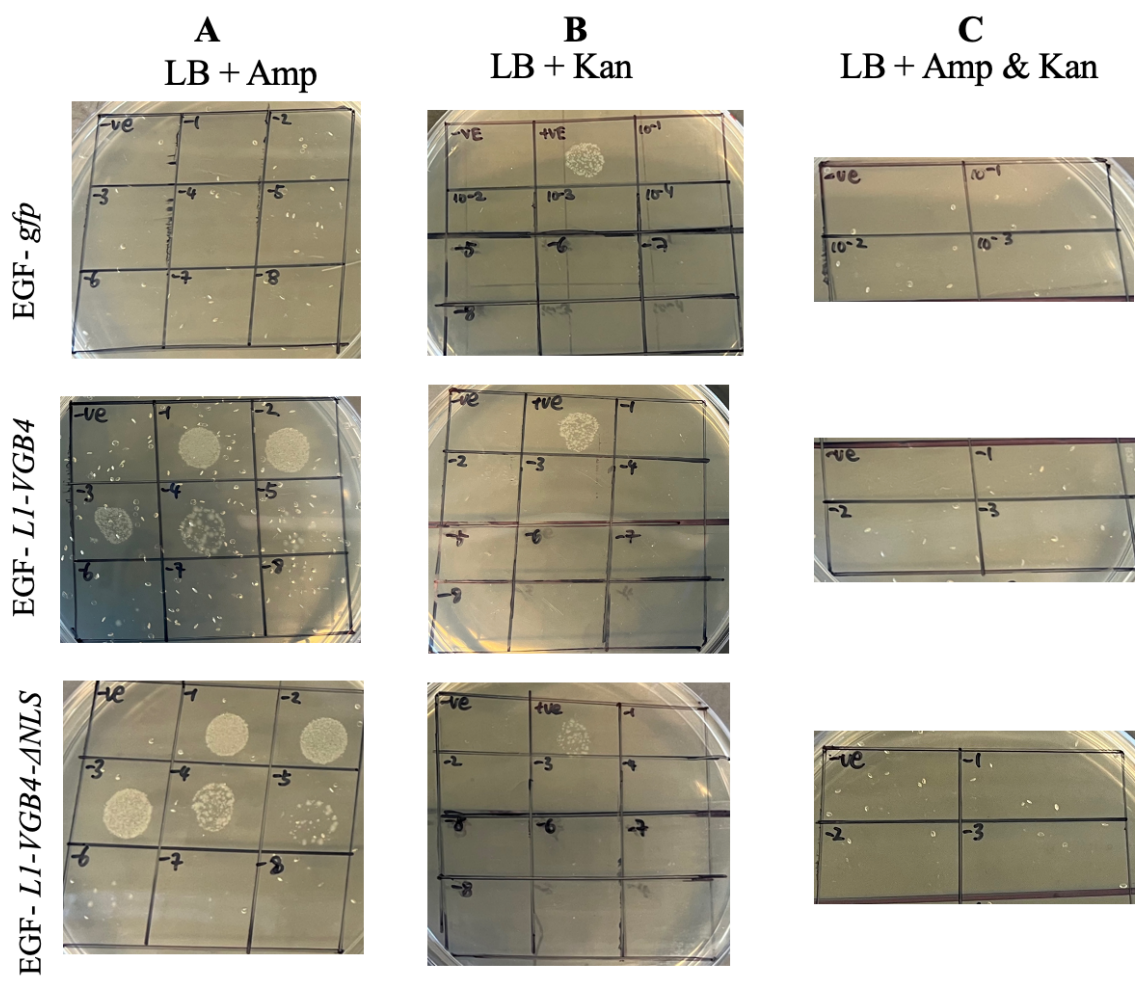 A
B
C
LB + Amp
LB + Kan
LB + Amp & Kan
EGF- gfp
-ve -1 -2
-3 -4 -5
-6 -7 -8
-VE +VE 10-1
10-2 10-3 10-4
-5 -6 -7
-8
-ve 10-1
10-2 10-3
EGF- L1-VGB4
-ve -1 -2
-3 -4 -5
-6 -7 -8
-ve +ve -1
-2 -3 -4
-6 -7
-8
-ve -1
-2 -3
EGF- L1-VGB4-ΔNLS
-ve -1 -2
-3 -4 -5
-6 -7 -8
-ve +ve -1
-2 -3 -4
-6 -7
-8
-ve -1
-2 -3